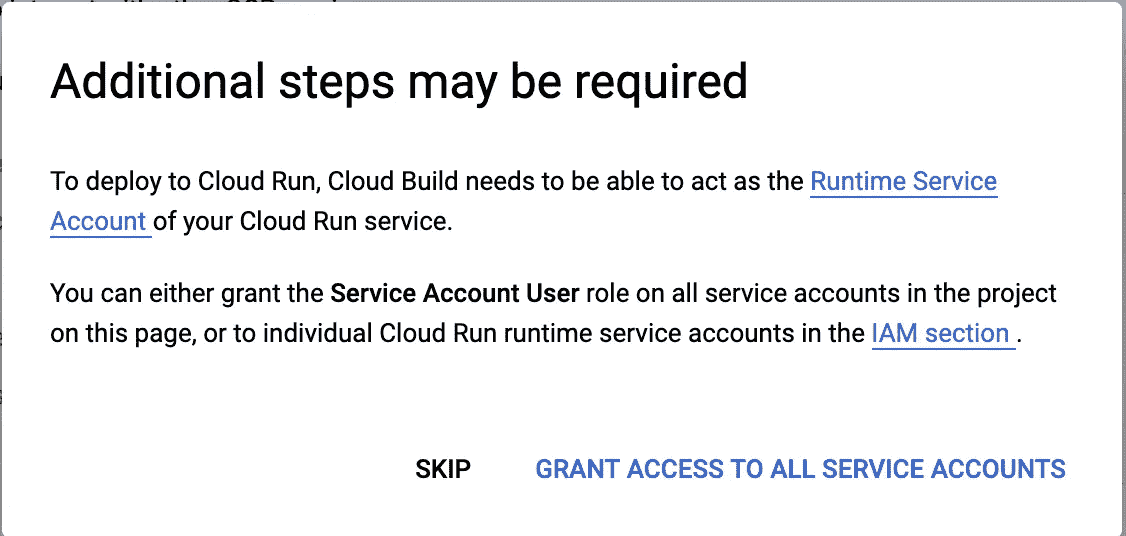 Additional steps may be required
To deploy to Cloud Run, Cloud Build needs to be able to act as the Runtime Service
Account of your Cloud Run service.
You can either grant the Service Account User role on all service accounts in the project
on this page, or to individual Cloud Run runtime service accounts in the IAM section .
SKIP GRANT ACCESS TO ALL SERVICE ACCOUNTS